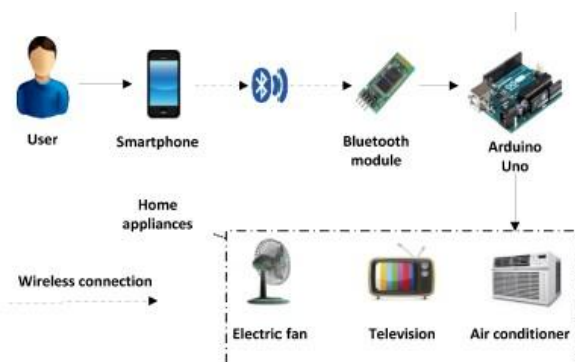 User
Smartphone
Bluetooth
module
Arduino
Uno
Home
appliances
Wireless connection
Electric fan
Television
Air conditioner